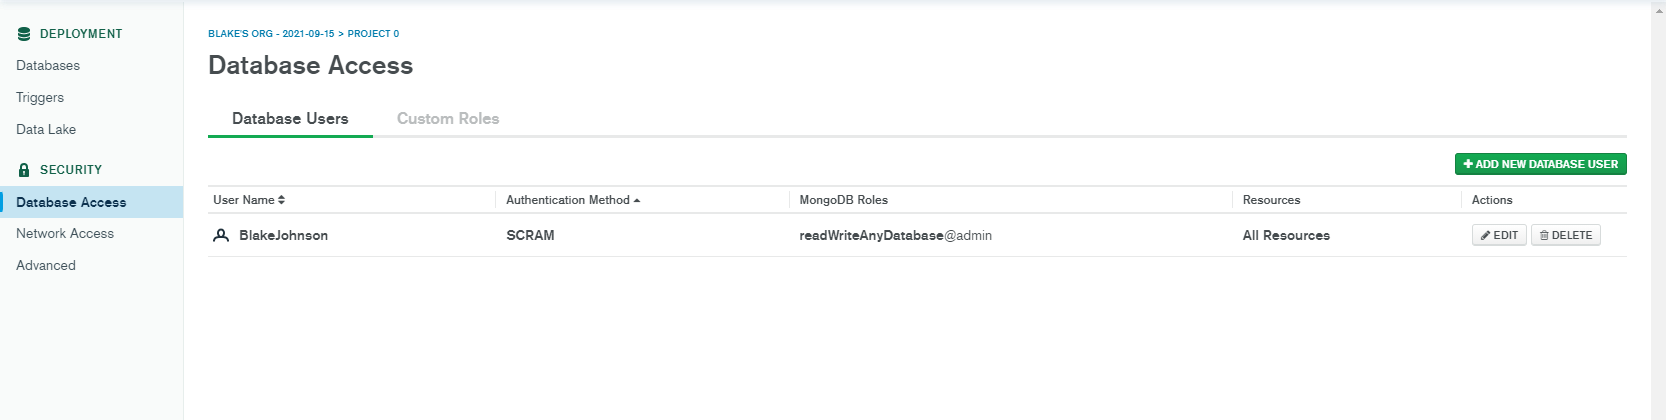 DEPLOYMENT
Databases
Triggers
Data Lake
SECURITY
Database Access
Network Access
Advanced
BLAKE'S ORG - 2021-09-15 > PROJECT 0
Database Access
Database Users Custom Roles
ADD NEW DATABASE USER
User Name Authentication Method MongoDB Roles Resources Actions
BlakeJohnson SCRAM readWriteAnyDatabase@admin All Resources EDIT DELETE